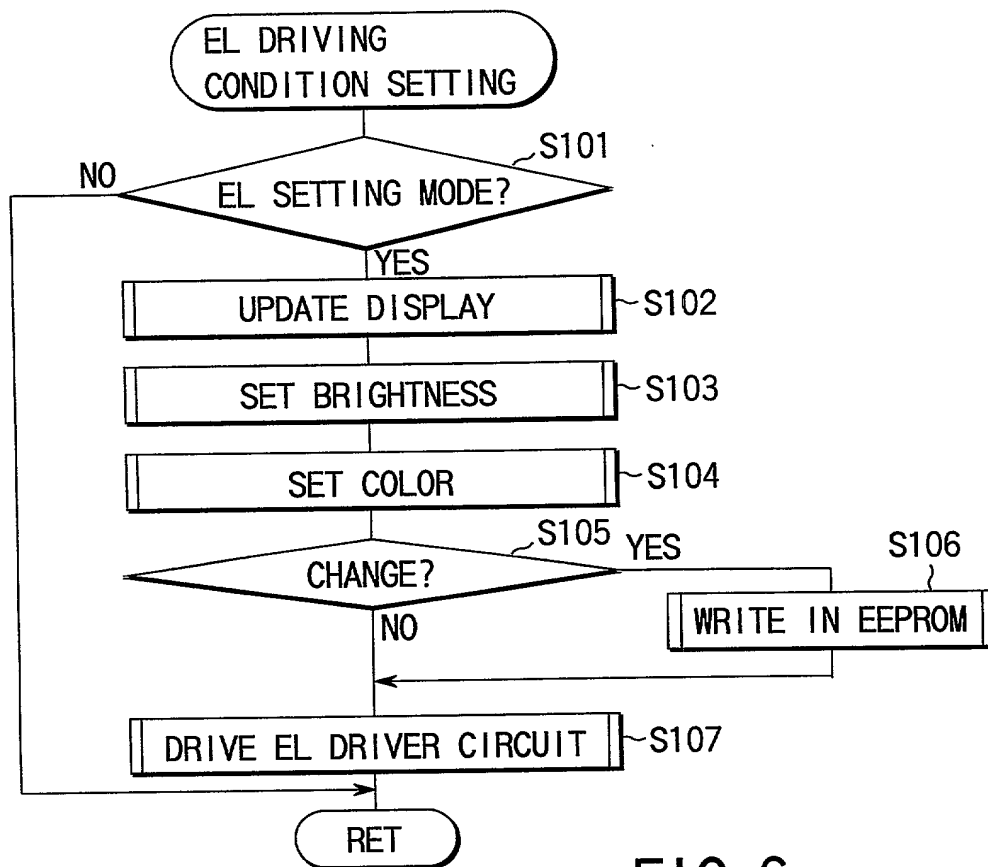 EL DRIVING
CONDITION SETTING
S101
NO
EL SETTING MODE?
YES
UPDATE DISPLAY
S102
SET BRIGHTNESS
S103
SET COLOR
S104
S105
YES
S106
CHANGE?
NO
WRITE IN EEPROM
DRIVE EL DRIVER CIRCUIT
S107
RET